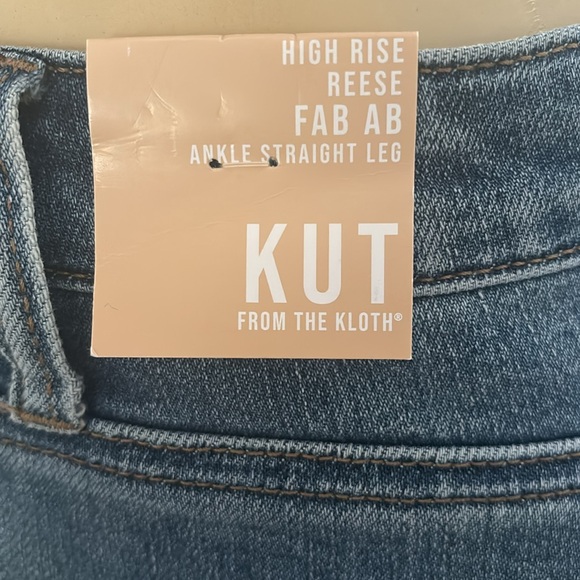 HIGH RISE
REESE
FAB AB
ANKLE STRAIGHT LEG
KUT
FROM THE KLOTH®